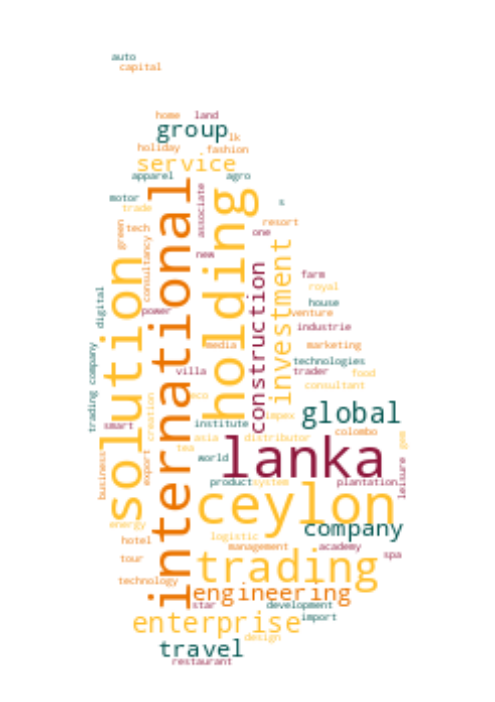 auto
capital
home land
group
lk
holiday fashion
service
apparel agro
motor
trade
associate
s
resort
one
green
tech
consultancy
international
holding
new
solution
investment
construction
farm
royal
digital
power
house
venture
industrie
trading company
media
marketing
technologies
villa
trader
food
consultant
eco
creation
impex
global
smart
institute
colombo
asia
distributor
gem
tea
lanka
world
business
export
product
system
plantation
leisure
ceylon
energy
company
hotel
logistic
management
academy
spa
tour
trading
technology
engineering
star
development
enterprise
import
design
travel
restaurant